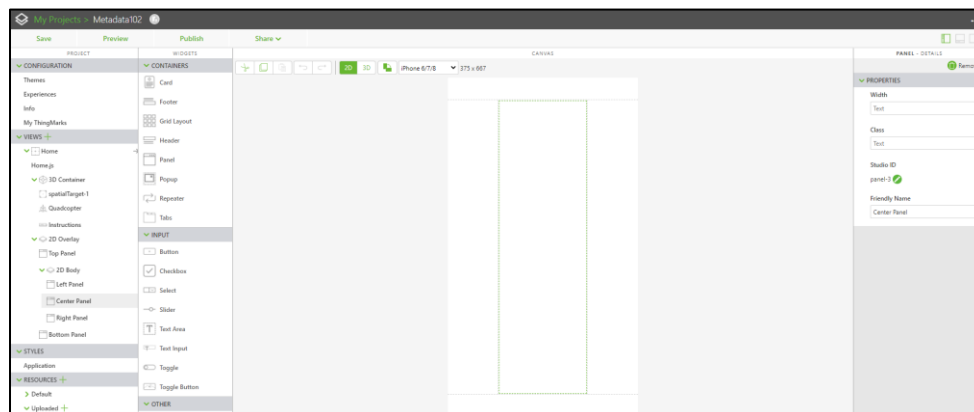 My Projects > Metadata102
Save Preview Publish Share
PROJECT WIDGETS CANVAS PANEL - DETAILS
CONFIGURATION
Themes
Experiences
Info
My ThingMarks
VIEWS
Home
Home.js
3D Container
spatialTarget-1
Quadcopter
Instructions
2D Overlay
Top Panel
2D Body
Left Panel
Center Panel
Right Panel
Bottom Panel
STYLES
Application
RESOURCES
Default
Uploaded
CONTAINERS
Card
Footer
Grid Layout
Header
Panel
Popup
Repeater
Tabs
INPUT
Button
Checkbox
Select
Slider
Text Area
Text Input
Toggle
Toggle Button
OTHER
2D 3D iPhone 6/7/8 375 x 667
Remo
PROPERTIES
Width
Text
Class
Text
Studio ID
panel-3
Friendly Name
Center Panel